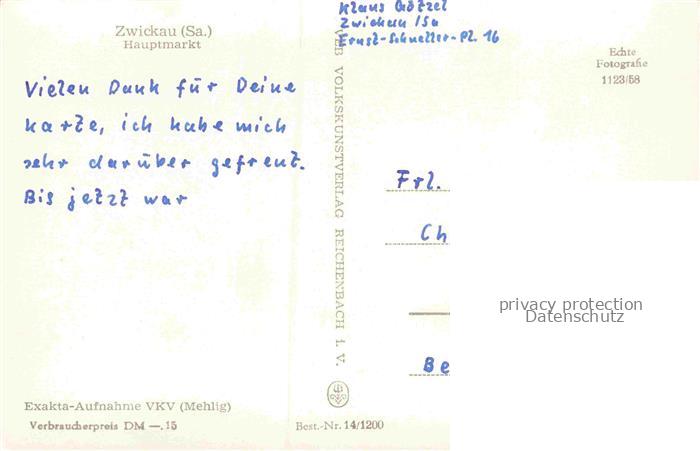 Zwickau (Sa.)
Hauptmarkt
Vielen Dank für Deine
Karte, ich habe mich
sehr darüber gefreut.
Bis jetzt war
Exakta-Aufnahme VKV (Mehlig)
Verbraucherpreis DM —.15
VEB VOLKSKUNSTVERLAG REICHENBACH i. V.
Best.-Nr. 14/1200
Klaus Götzel
Zwickau /Sa
Ernst-Schneller-Pl. 16
Echte
Fotografie
1123/58
Frl.
Ch
Be
privacy protection
Datenschutz